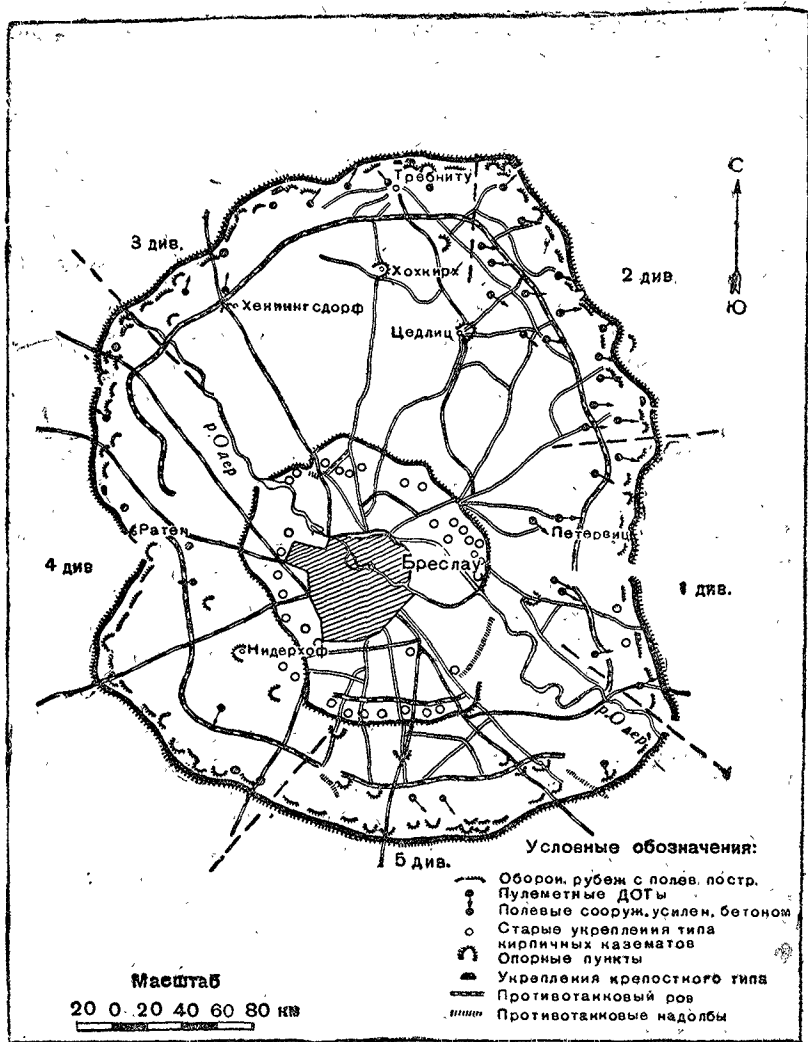 С
Ю
Требниту
3 див.
2 див
Хохкирх
Хенингсдорф
Цедлиц
р.Одер
Ратен
Петервиц
Бреслау
4 див
1 див.
Нидерхоф
р.Одер
5 див.
Условные обозначения:
Оборон. рубеж с полев. постр.
Пулеметные ДОТы
Полевые сооруж. усилен. бетоном
Старые укрепления типа
кирпичных казематов
Опорные пункты
Укрепления крепостного типа
Противотанковый ров
Противотанковые надолбы
Масштаб
20 0 20 40 60 80 км